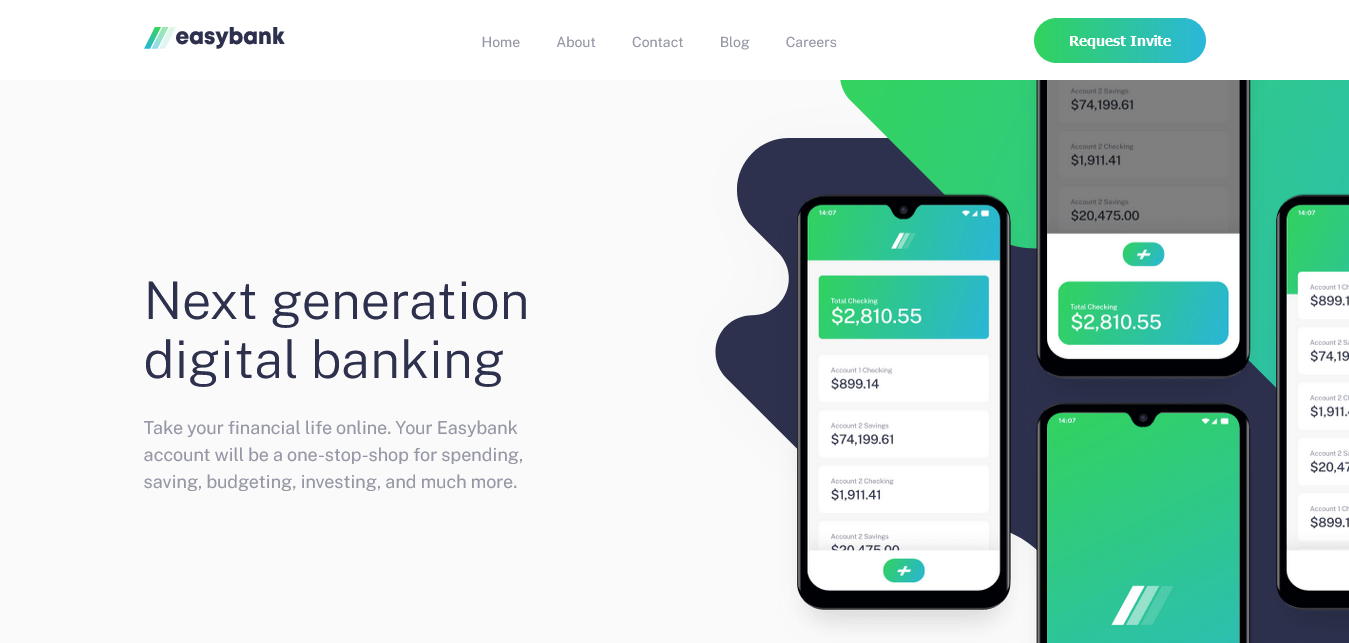 easybank
Home
About
Contact
Blog
Careers
Request Invite
Next generation
digital banking
Take your financial life online. Your Easybank
account will be a one-stop-shop for spending,
saving, budgeting, investing, and much more.
14:07
Total Checking
$2,810.55
Account 1 Checking
$899.14
Account 2 Savings
$74,199.61
Account 2 Checking
$1,911.41
Account 2 Savings
$20,475.00
Account 2 Savings
$74,199.61
Account 2 Checking
$1,911.41
Account 2 Savings
$20,475.00
Total Checking
$2,810.55
14:07
14:07
Account 1
$899.1
Account 2
$74,19
Account 2
$1,911.
Account 2
$20,47
Account 1
$899.1